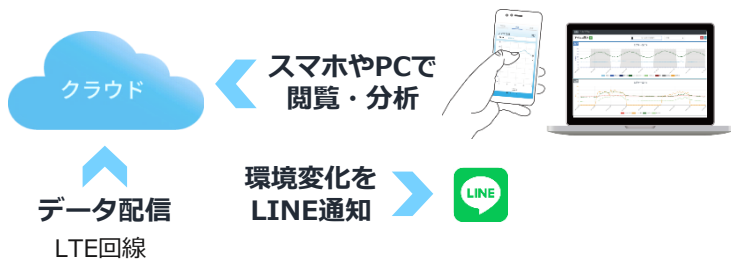 クラウド
スマホやPCで
閲覧・分析
データ配信
LTE回線
環境変化を
LINE通知
LINE